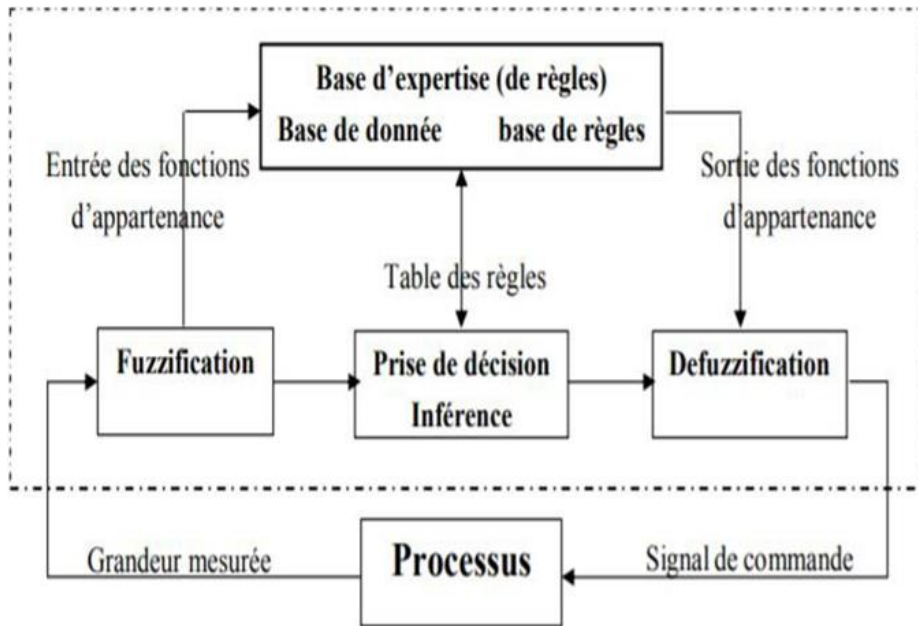 Base d'expertise (de règles)
Base de donnée base de règles
Entrée des fonctions
d'appartenance
Sortie des fonctions
d'appartenance
Table des règles
Fuzzification
Prise de décision
Inférence
Defuzzification
Grandeur mesurée
Processus
Signal de commande